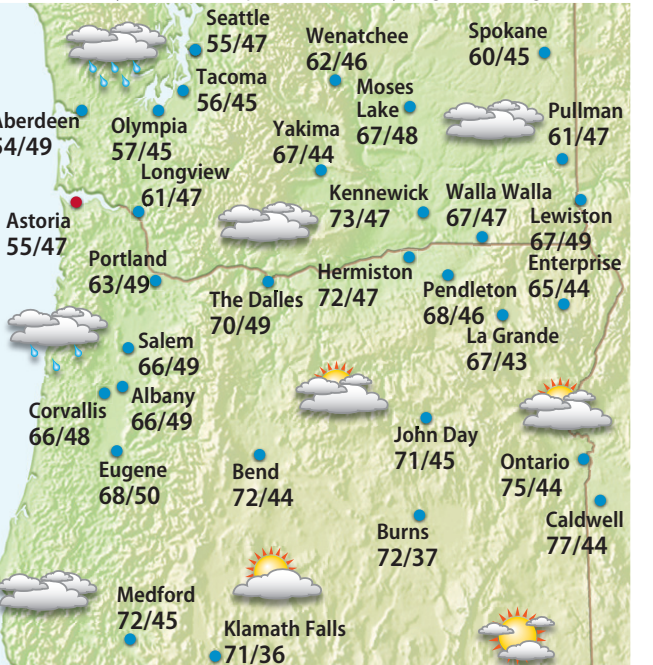 Seattle
55/47
Wenatchee
62/46
Spokane
60/45
Tacoma
56/45
Moses
Lake
67/48
Aberdeen
54/49
Olympia
57/45
Yakima
67/44
Pullman
61/47
Longview
61/47
Kennewick
73/47
Walla Walla
67/47
Lewiston
67/49
Astoria
55/47
Portland
63/49
The Dalles
70/49
Hermiston
72/47
Pendleton
68/46
Enterprise
65/44
La Grande
67/43
Salem
66/49
Albany
66/49
Corvallis
66/48
Eugene
68/50
Bend
72/44
John Day
71/45
Ontario
75/44
Caldwell
77/44
Burns
72/37
Medford
72/45
Klamath Falls
71/36